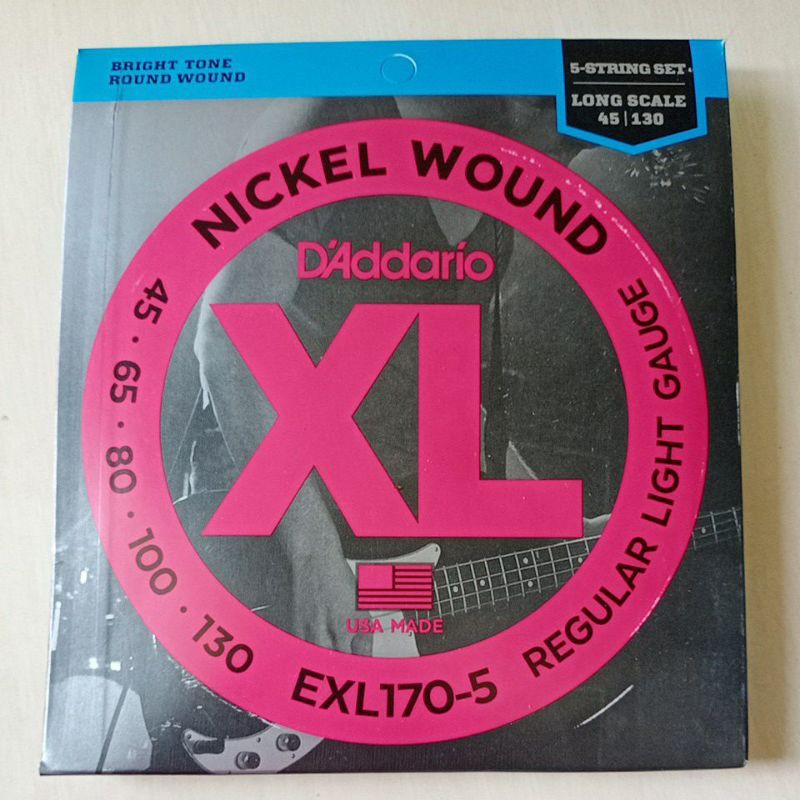 BRIGHT TONE
ROUND WOUND
5-STRING SET
LONG SCALE
45 | 130
NICKEL WOUND
D'Addario
XL
USA MADE
45 · 65 · 80 · 100 · 130
EXL170-5
REGULAR LIGHT GAUGE